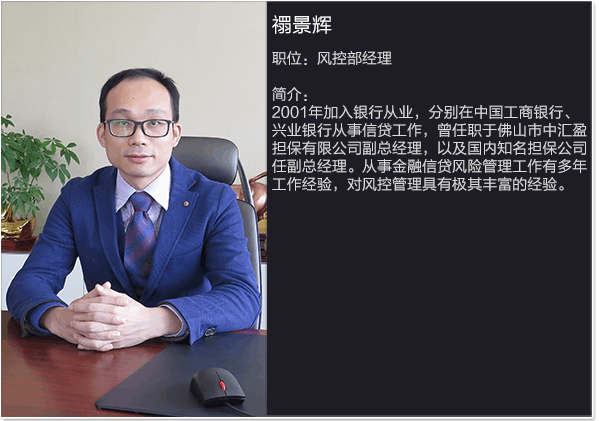 禤景辉
职位：风控部经理
简介：
2001年加入银行从业，分别在中国工商银行、
兴业银行从事信贷工作，曾任职于佛山市中汇盈
担保有限公司副总经理，以及国内知名担保公司
任副总经理。从事金融信贷风险管理工作有多年
工作经验，对风控管理具有极其丰富的经验。